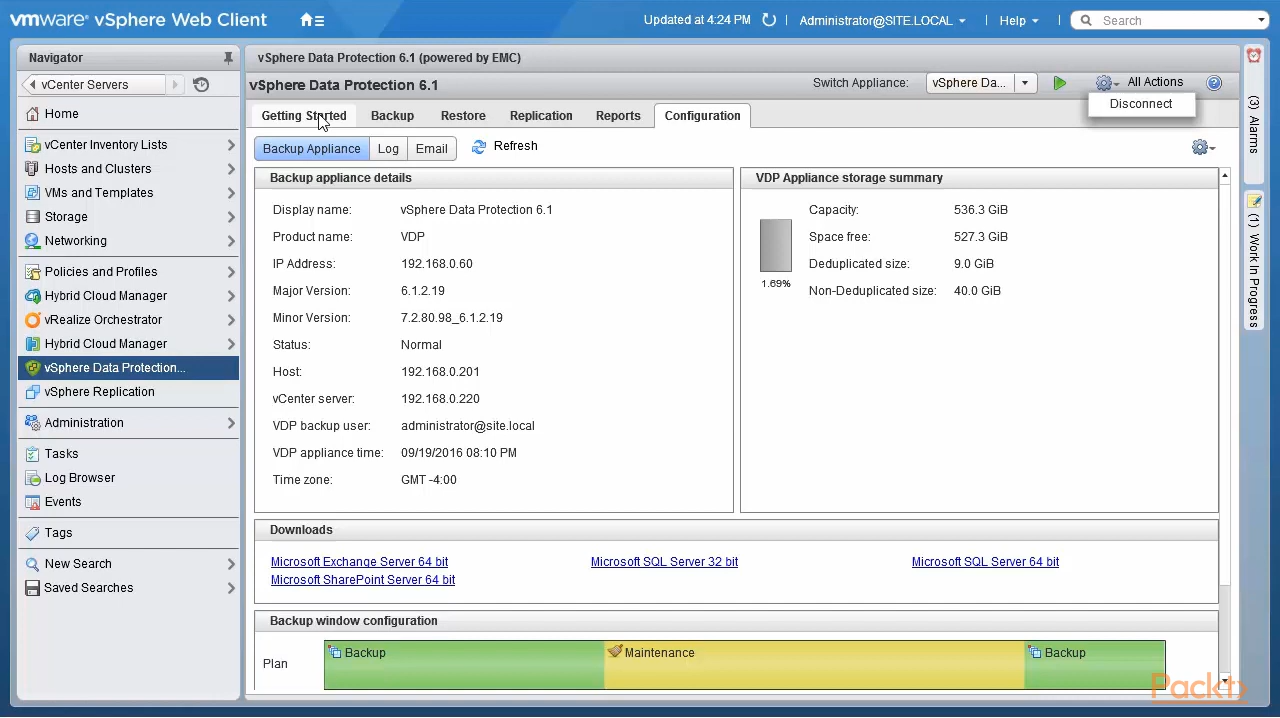 vmware® vSphere Web Client
Updated at 4:24 PM
Administrator@SITE.LOCAL
Help
Search
Navigator
vCenter Servers
Home
vCenter Inventory Lists
Hosts and Clusters
VMs and Templates
Storage
Networking
Policies and Profiles
Hybrid Cloud Manager
vRealize Orchestrator
Hybrid Cloud Manager
vSphere Data Protection...
vSphere Replication
Administration
Tasks
Log Browser
Events
Tags
New Search
Saved Searches
vSphere Data Protection 6.1 (powered by EMC)
vSphere Data Protection 6.1
Switch Appliance: vSphere Da... All Actions
Disconnect
Getting Started Backup Restore Replication Reports Configuration
Backup Appliance Log Email Refresh
Backup appliance details
Display name: vSphere Data Protection 6.1
Product name: VDP
IP Address: 192.168.0.60
Major Version: 6.1.2.19
Minor Version: 7.2.80.98_6.1.2.19
Status: Normal
Host: 192.168.0.201
vCenter server: 192.168.0.220
VDP backup user: administrator@site.local
VDP appliance time: 09/19/2016 08:10 PM
Time zone: GMT -4:00
VDP Appliance storage summary
Capacity: 536.3 GiB
Space free: 527.3 GiB
Deduplicated size: 9.0 GiB
Non-Deduplicated size: 40.0 GiB
1.69%
Downloads
Microsoft Exchange Server 64 bit Microsoft SQL Server 32 bit Microsoft SQL Server 64 bit
Microsoft SharePoint Server 64 bit
Backup window configuration
Plan Backup Maintenance Backup
(3) Alarms
(1) Work In Progress
Packt